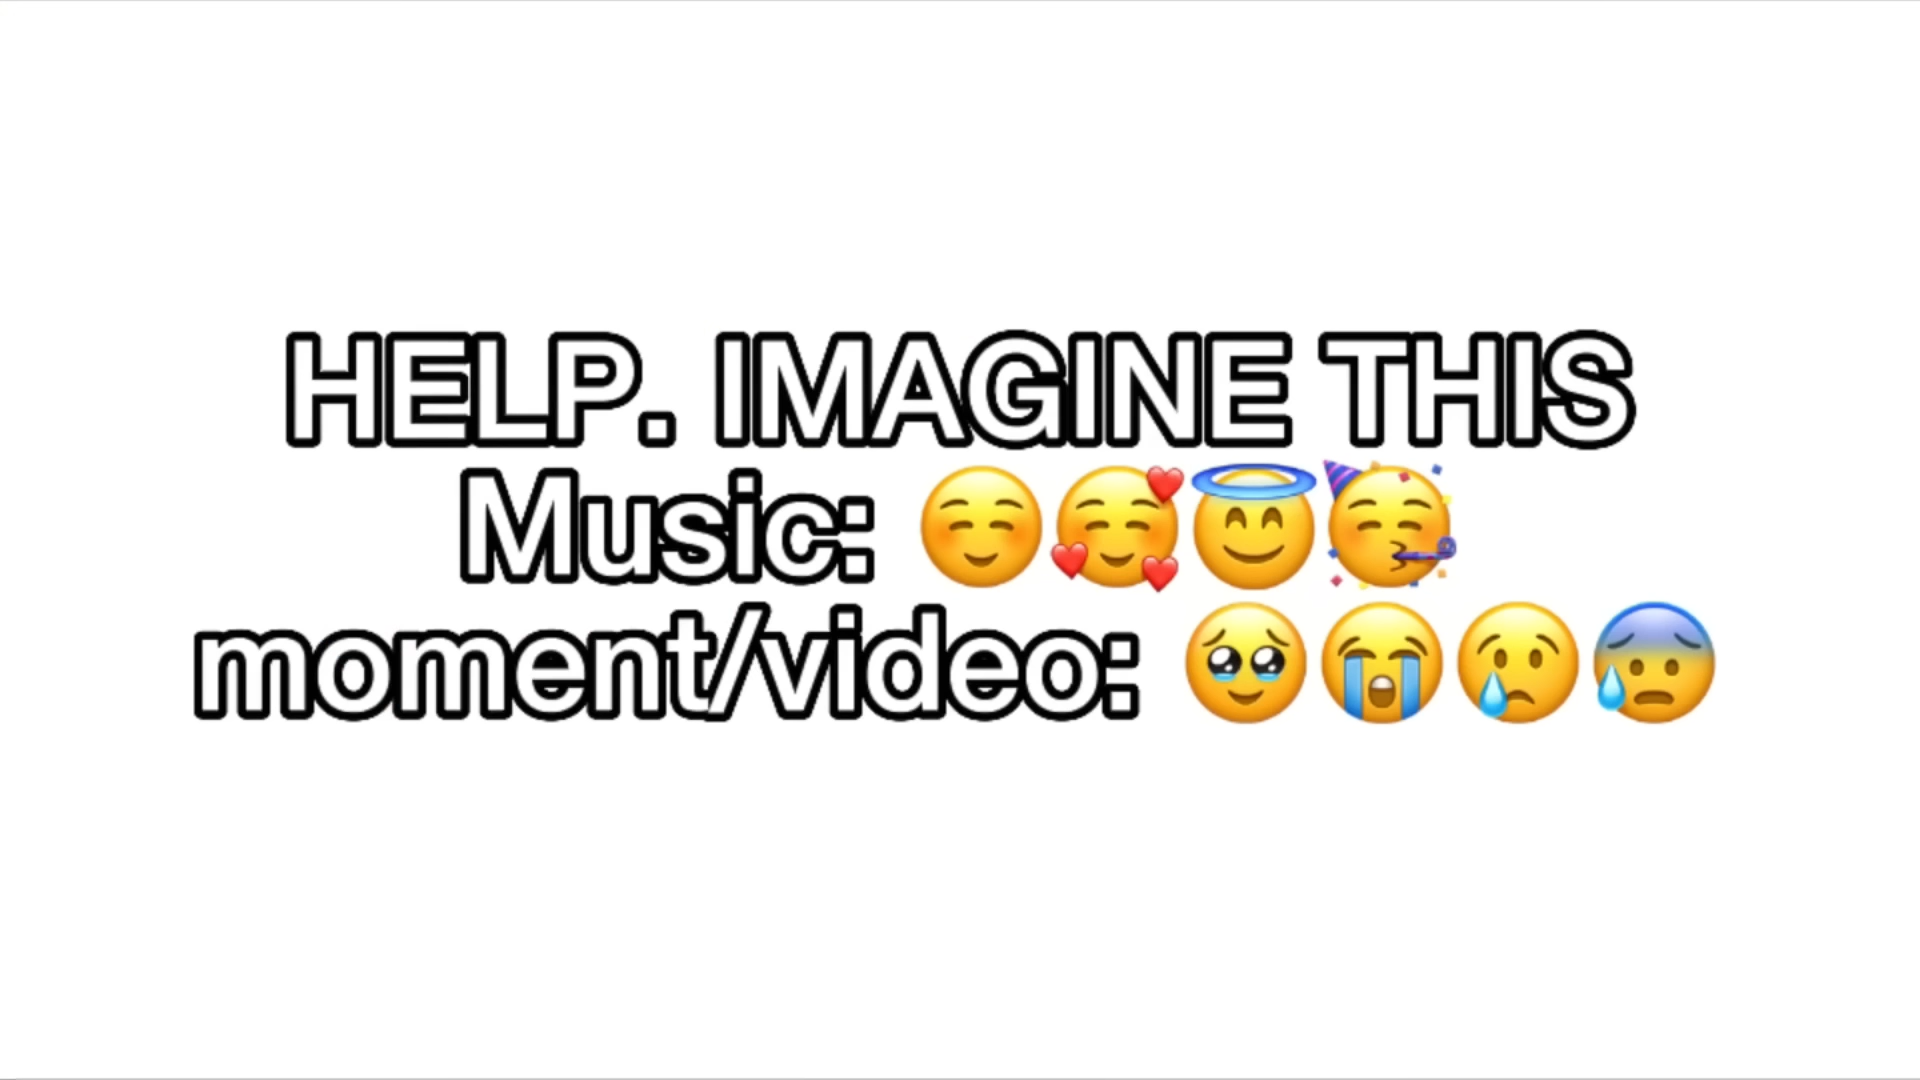 HELP. IMAGINE THIS
Music: ☺️🥰😇🥳
moment/video: 🥹😭😢😰